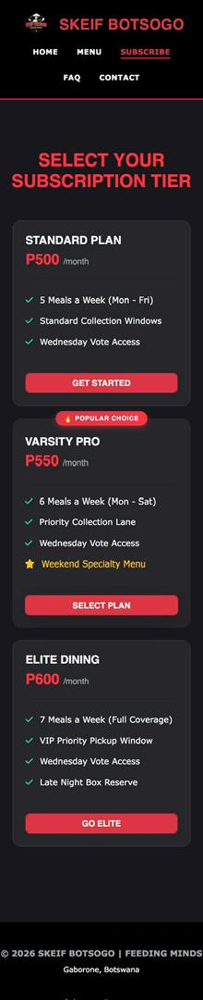 SKEIF BOTSOGO
HOME MENU SUBSCRIBE
FAQ CONTACT
SELECT YOUR
SUBSCRIPTION TIER
STANDARD PLAN
P500 /month
5 Meals a Week (Mon - Fri)
Standard Collection Windows
Wednesday Vote Access
GET STARTED
🔥 POPULAR CHOICE
VARSITY PRO
P550 /month
6 Meals a Week (Mon - Sat)
Priority Collection Lane
Wednesday Vote Access
Weekend Specialty Menu
SELECT PLAN
ELITE DINING
P600 /month
7 Meals a Week (Full Coverage)
VIP Priority Pickup Window
Wednesday Vote Access
Late Night Box Reserve
GO ELITE
© 2026 SKEIF BOTSOGO | FEEDING MINDS
Gaborone, Botswana